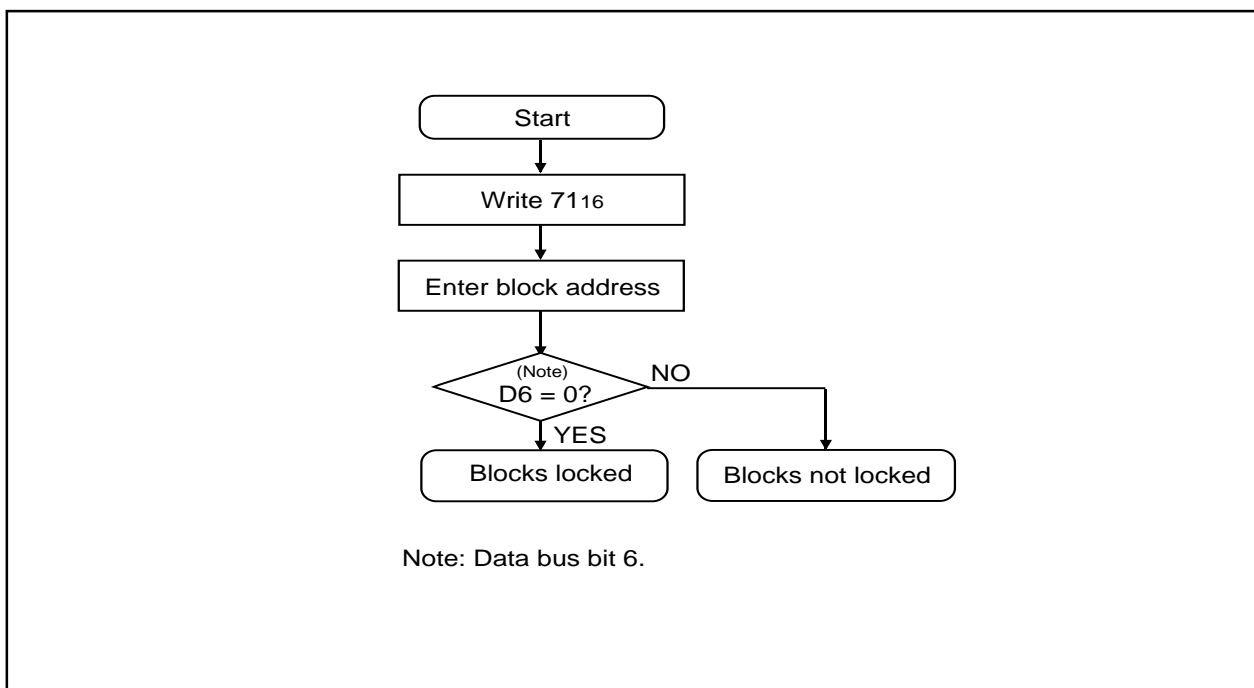 Start
Write 7116
Enter block address
(Note)
D6 = 0?
NO
YES
Blocks locked
Blocks not locked
Note: Data bus bit 6.